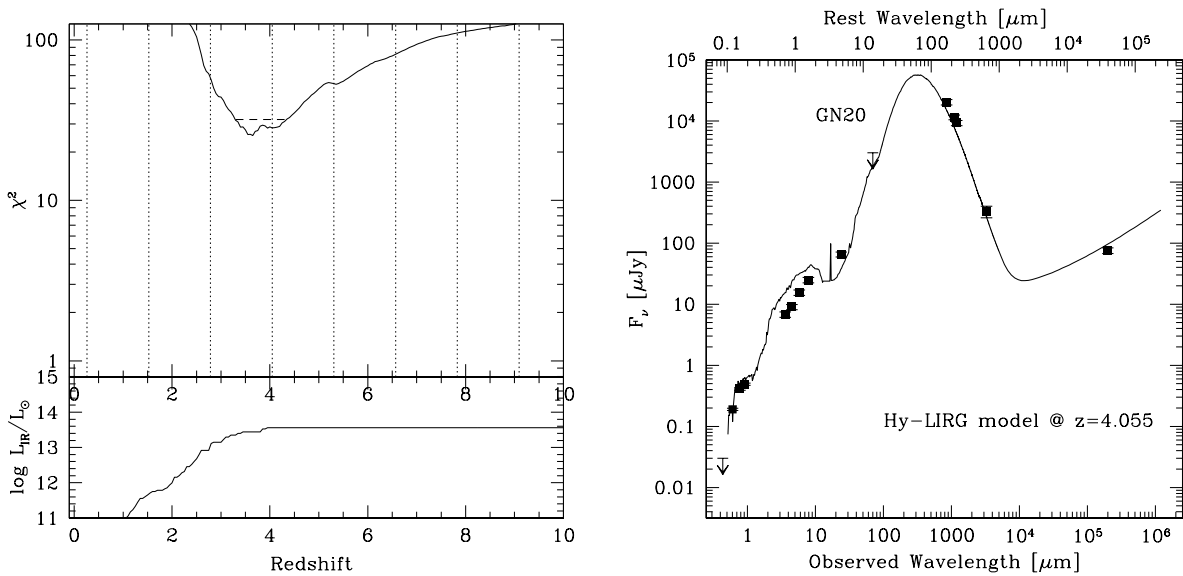 100
10
1
χ²
0 2 4 6 8 10
15
14
13
12
11
log L_IR/L_⊙
0 2 4 6 8 10
Redshift
Rest Wavelength [μm]
0.1 1 10 100 1000 10⁴ 10⁵
10⁵
10⁴
1000
100
10
1
0.1
0.01
F_ν [μJy]
GN20
Hy-LIRG model @ z=4.055
1 10 100 1000 10⁴ 10⁵ 10⁶
Observed Wavelength [μm]